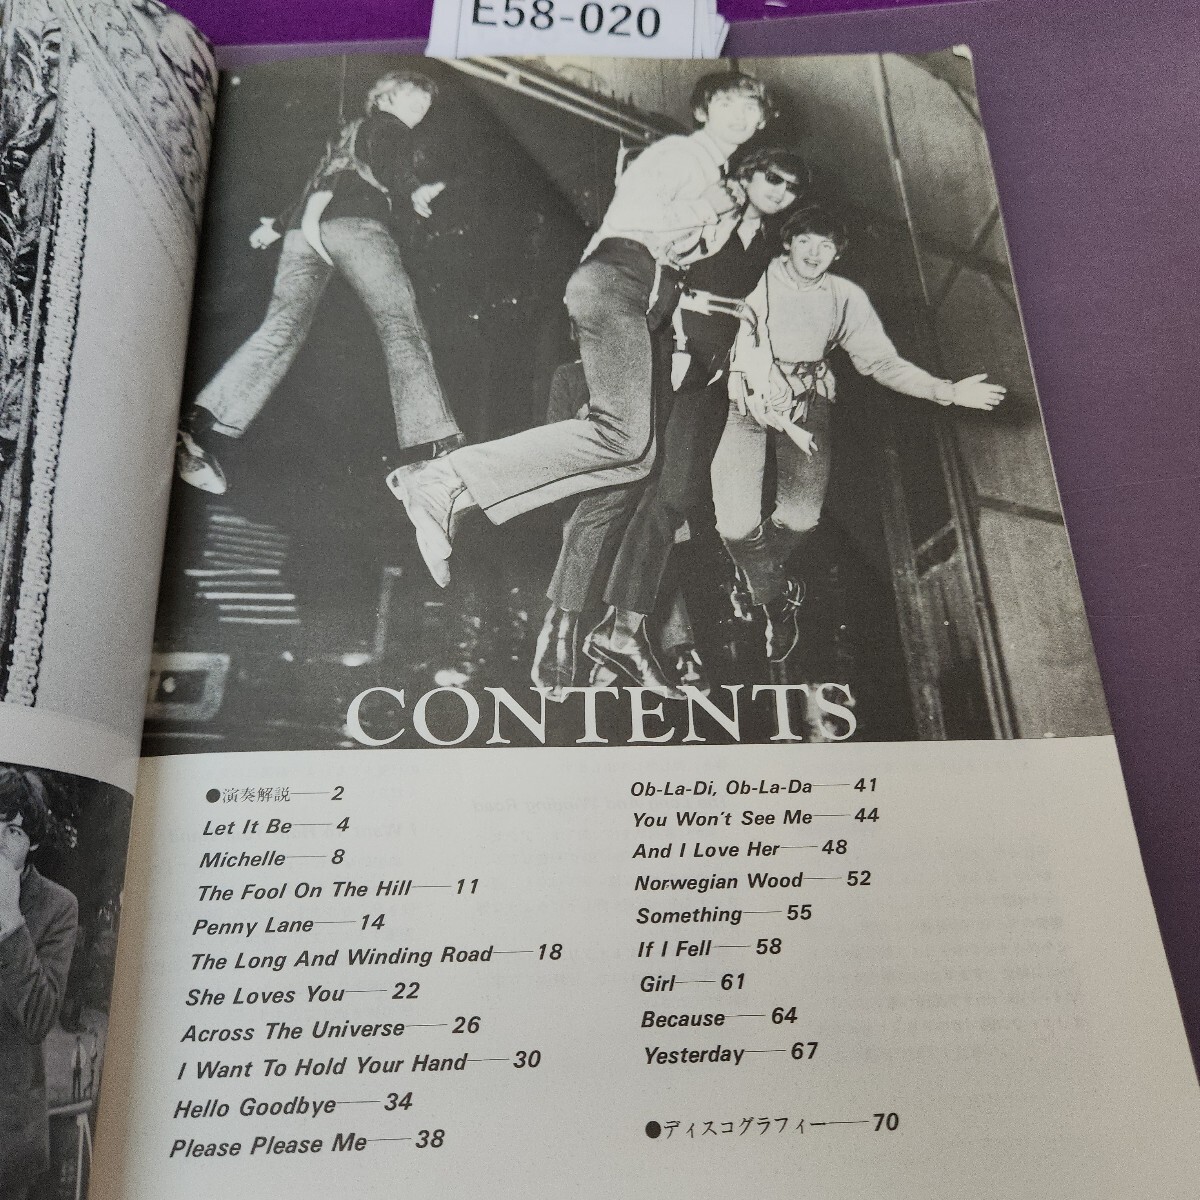 E58-020
CONTENTS
●演奏解説——2
Let It Be——4
Michelle——8
The Fool On The Hill——11
Penny Lane——14
The Long And Winding Road——18
She Loves You——22
Across The Universe——26
I Want To Hold Your Hand——30
Hello Goodbye——34
Please Please Me——38
Ob-La-Di, Ob-La-Da——41
You Won't See Me——44
And I Love Her——48
Norwegian Wood——52
Something——55
If I Fell——58
Girl——61
Because——64
Yesterday——67
●ディスコグラフィー——70